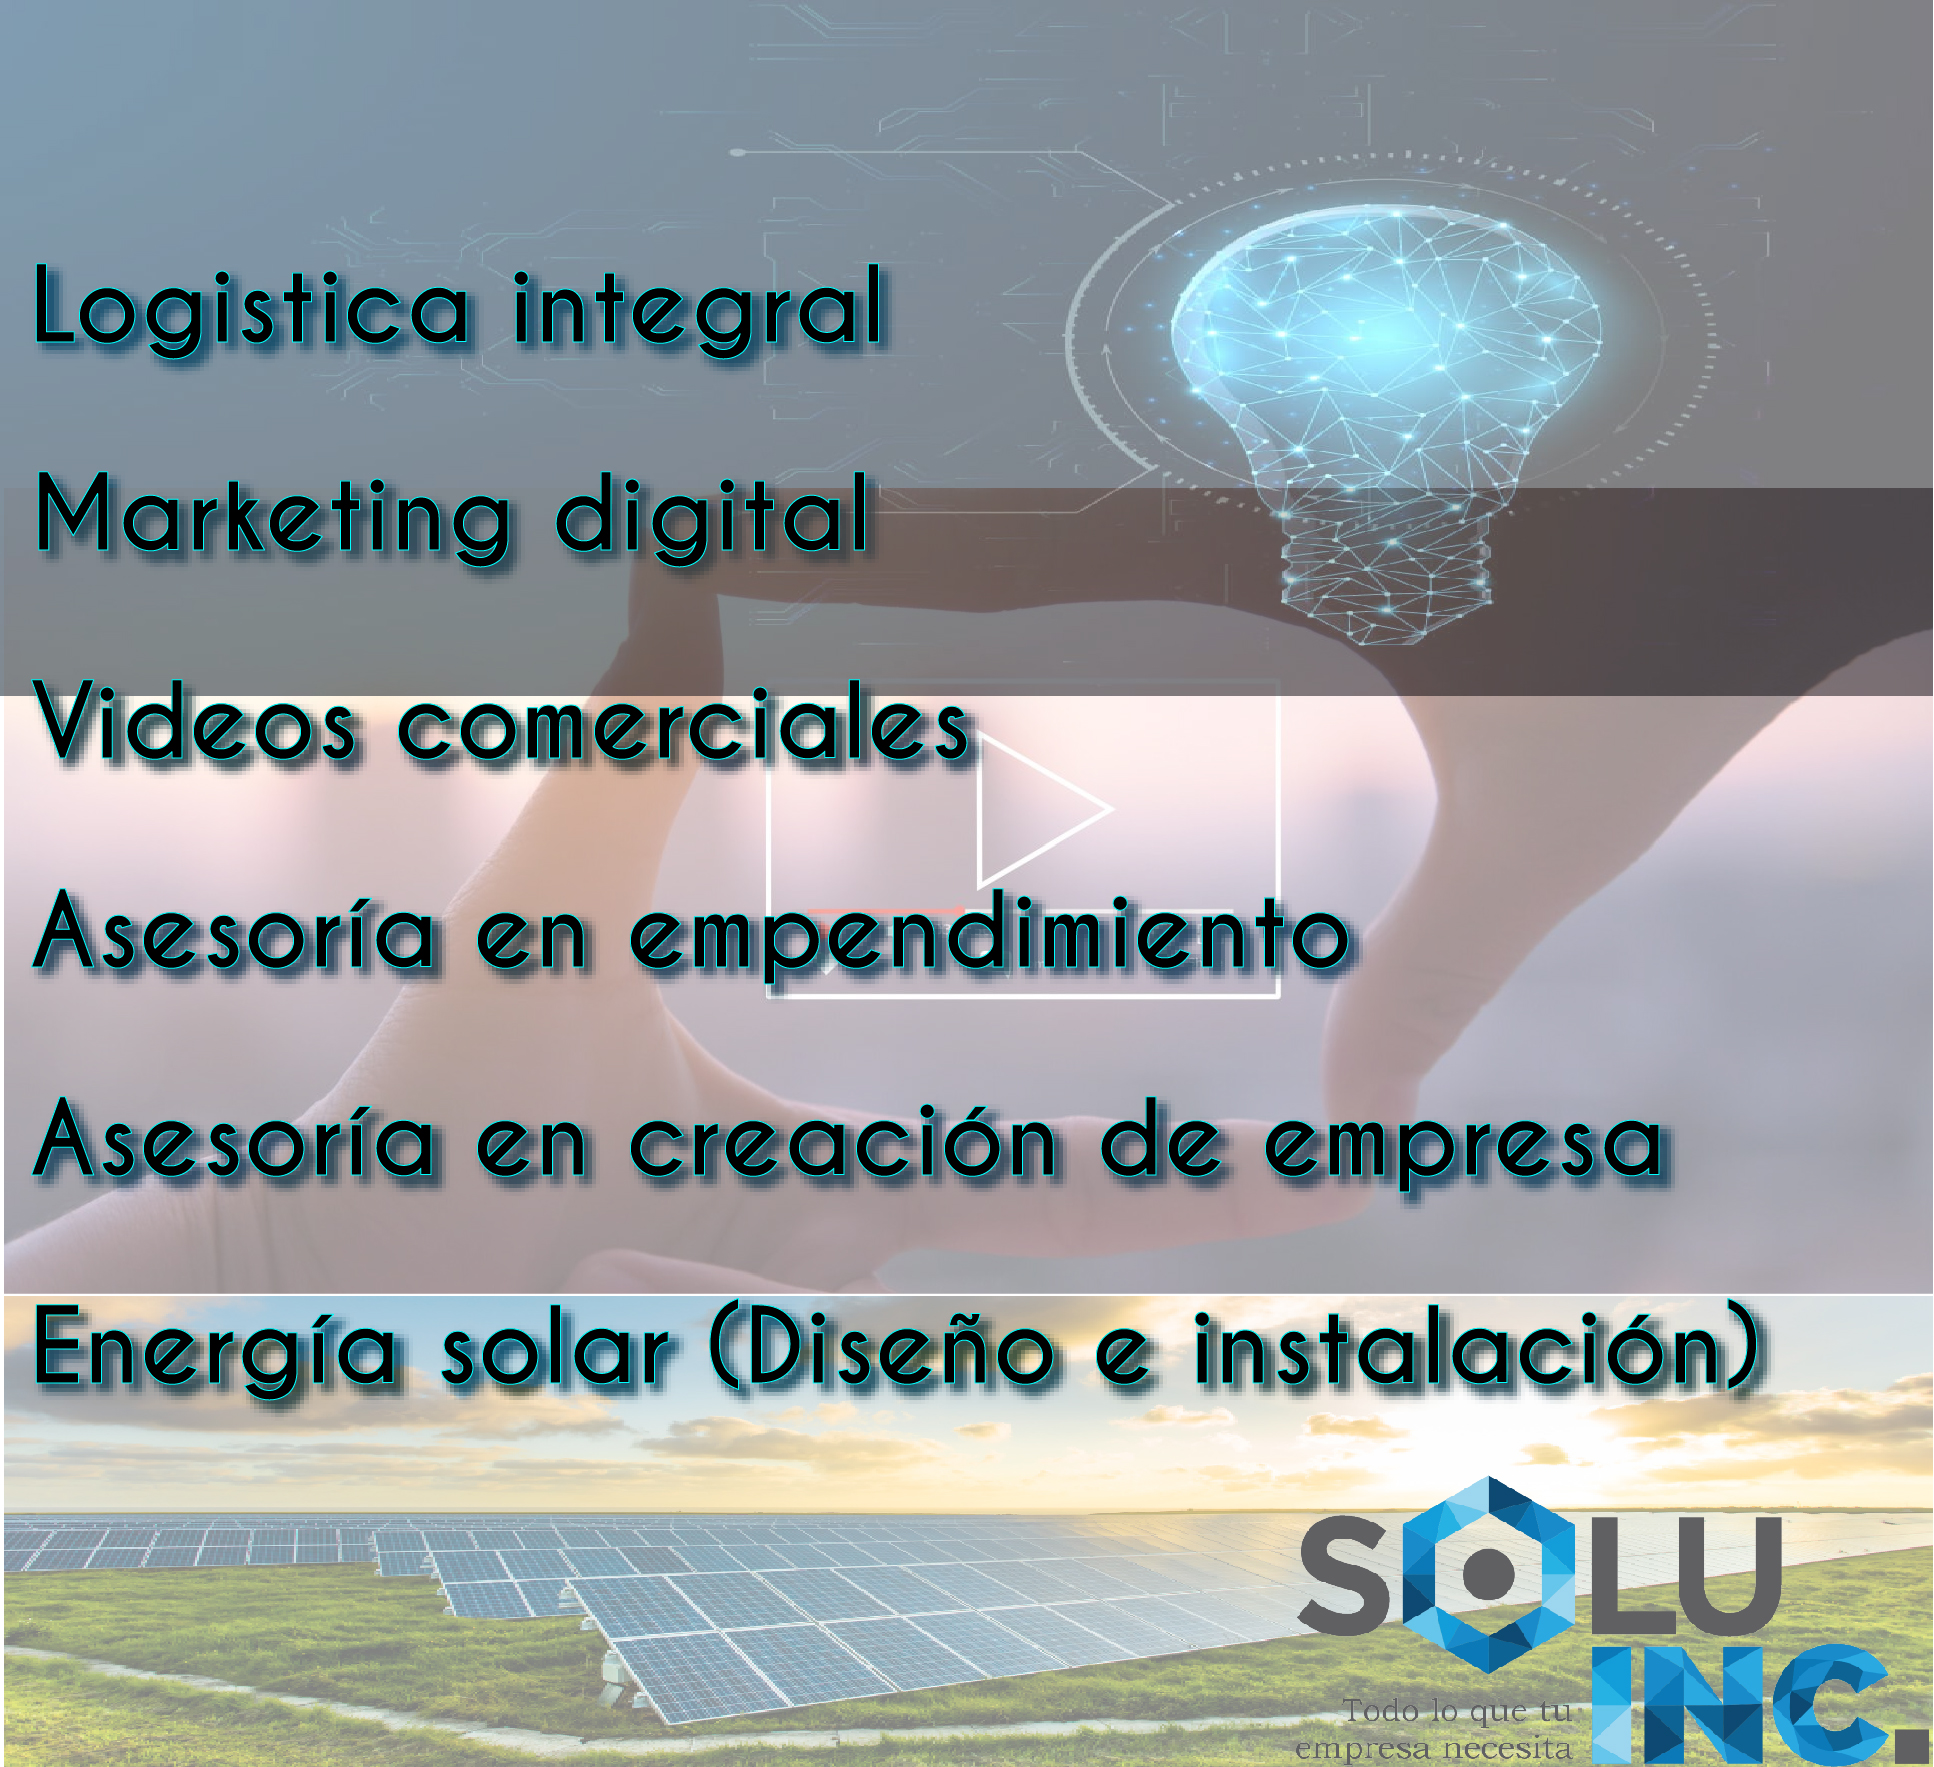 Logistica integral
Marketing digital
Videos comerciales
Asesoría en empendimiento
Asesoría en creación de empresa
Energía solar (Diseño e instalación)
SOLU
INC.
Todo lo que tu
empresa necesita